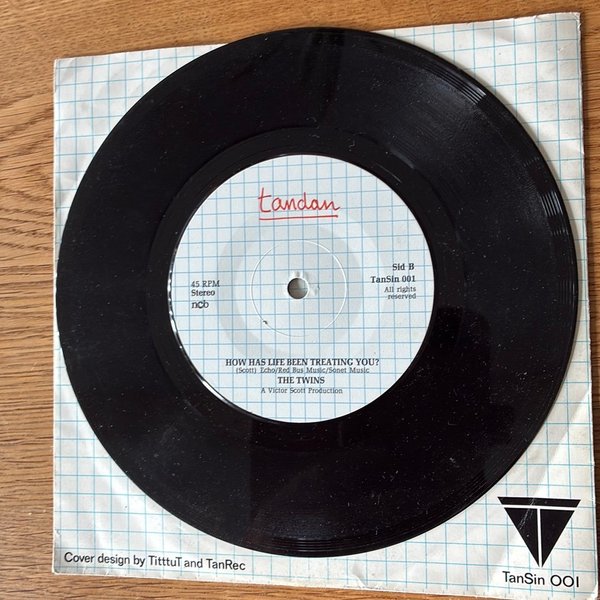 tandan
45 RPM
Stereo
ncb
Sid B
TanSin 001
All rights
reserved
HOW HAS LIFE BEEN TREATING YOU?
(Scott) Echo/Red Bus Music/Sonet Music
THE TWINS
A Victor Scott Production
Cover design by TitttuT and TanRec
T
TanSin 001